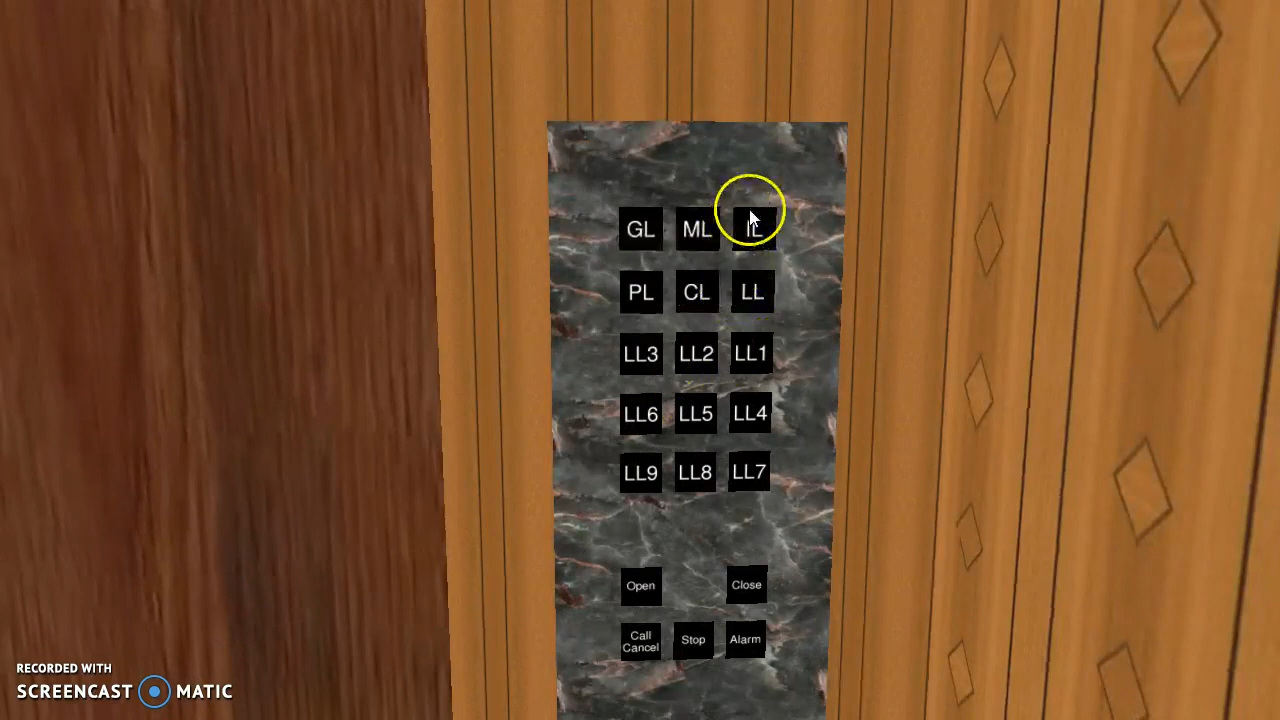 GL ML IL
PL CL LL
LL3 LL2 LL1
LL6 LL5 LL4
LL9 LL8 LL7
Open Close
Call Cancel Stop Alarm
RECORDED WITH
SCREENCAST MATIC